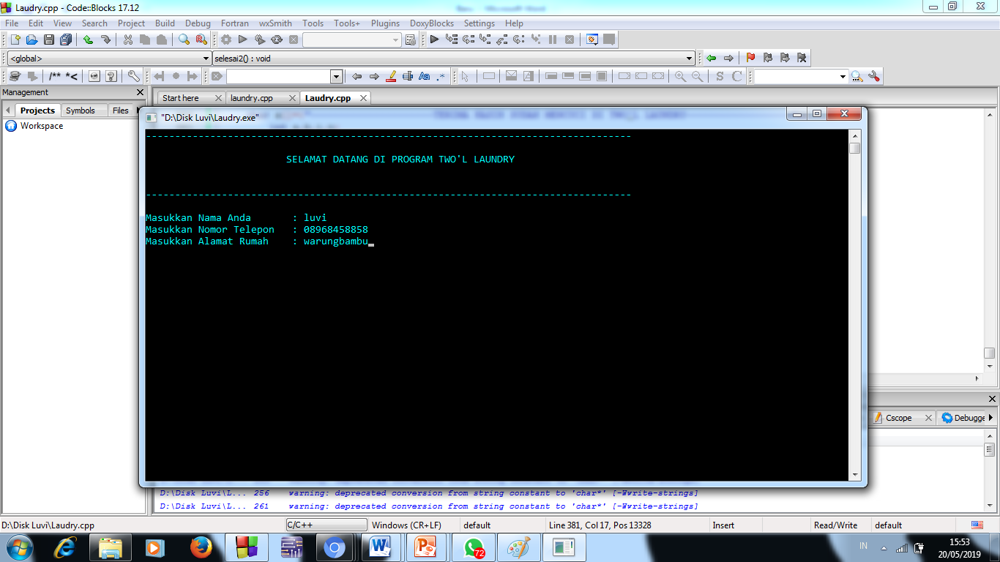 Laudry.cpp - Code::Blocks 17.12
File Edit View Search Project Build Debug Fortran wxSmith Tools Tools+ Plugins DoxyBlocks Settings Help
<global> selesai2() : void
/** *<
Aa .*
S C
Management
Start here laundry.cpp Laudry.cpp
Projects Symbols Files
Workspace
"D:\Disk Luvi\Laudry.exe"
-----------------------------------------------------------------------------------
SELAMAT DATANG DI PROGRAM TWO'L LAUNDRY
-----------------------------------------------------------------------------------
Masukkan Nama Anda : luvi
Masukkan Nomor Telepon : 08968458858
Masukkan Alamat Rumah : warungbambu
Cscope Debugge
D:\Disk Luvi\L... 256 warning: deprecated conversion from string constant to 'char*' [-Wwrite-strings]
D:\Disk Luvi\L... 261 warning: deprecated conversion from string constant to 'char*' [-Wwrite-strings]
D:\Disk Luvi\Laudry.cpp C/C++ Windows (CR+LF) default Line 381, Col 17, Pos 13328 Insert Read/Write default
72
IN
15:53
20/05/2019